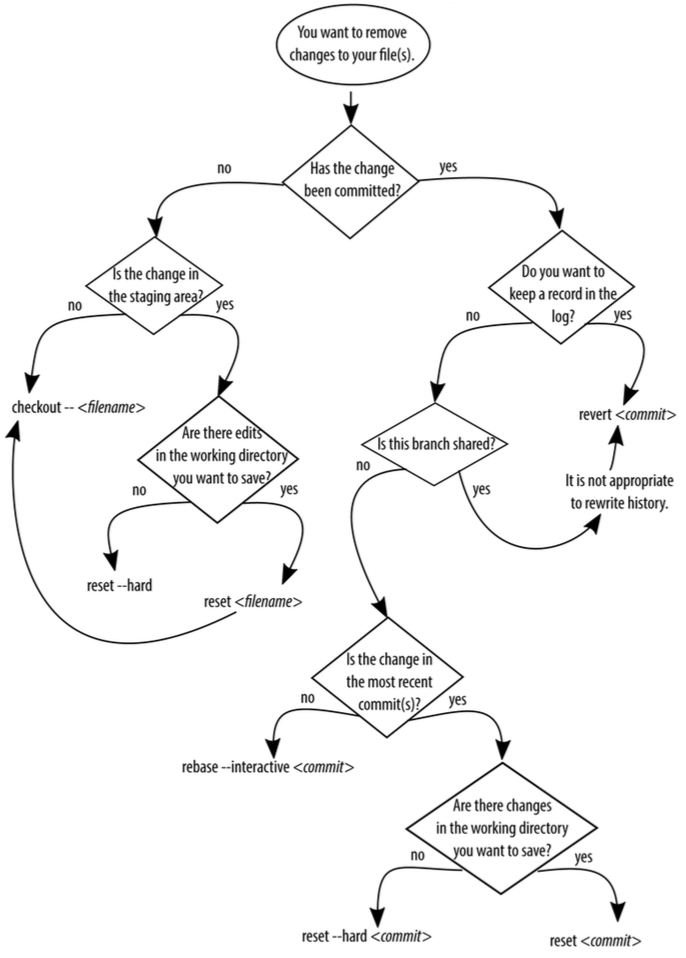 You want to remove
changes to your file(s).
Has the change
been committed?
no
yes
Is the change in
the staging area?
no
yes
Do you want to
keep a record in the
log?
no
yes
checkout -- <filename>
revert <commit>
Are there edits
in the working directory
you want to save?
no
yes
Is this branch shared?
no
yes
It is not appropriate
to rewrite history.
reset --hard
reset <filename>
Is the change in
the most recent
commit(s)?
no
yes
rebase --interactive <commit>
Are there changes
in the working directory
you want to save?
no
yes
reset --hard <commit>
reset <commit>